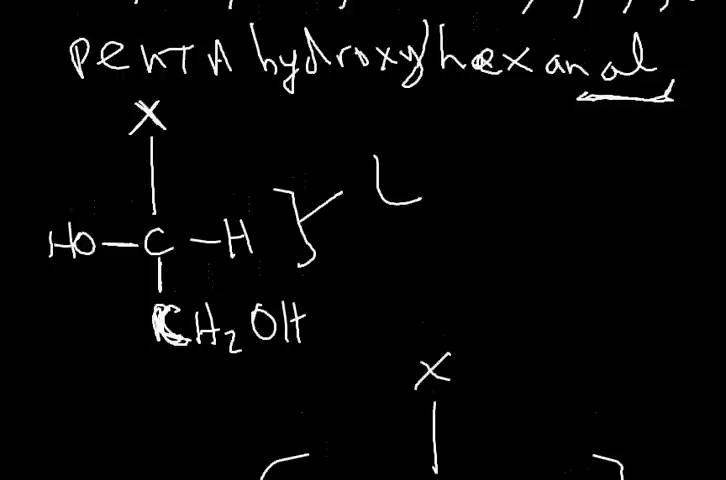 PENTA hydroxyhexanal
X
HO-C-H } L
CH₂OH
X